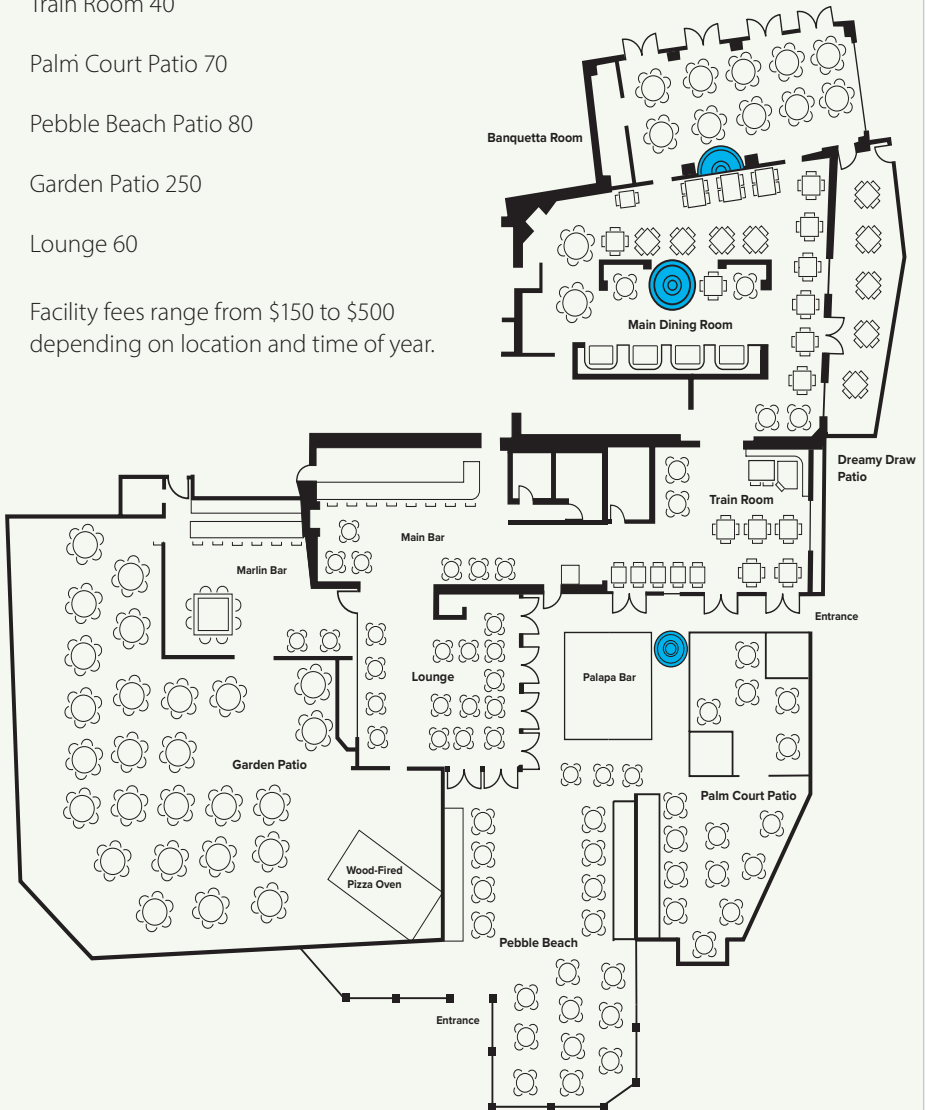 Train Room 40
Palm Court Patio 70
Pebble Beach Patio 80
Garden Patio 250
Lounge 60
Facility fees range from $150 to $500
depending on location and time of year.
Banquetta Room
Main Dining Room
Dreamy Draw
Patio
Train Room
Main Bar
Marlin Bar
Entrance
Lounge
Palapa Bar
Garden Patio
Palm Court Patio
Wood-Fired
Pizza Oven
Pebble Beach
Entrance